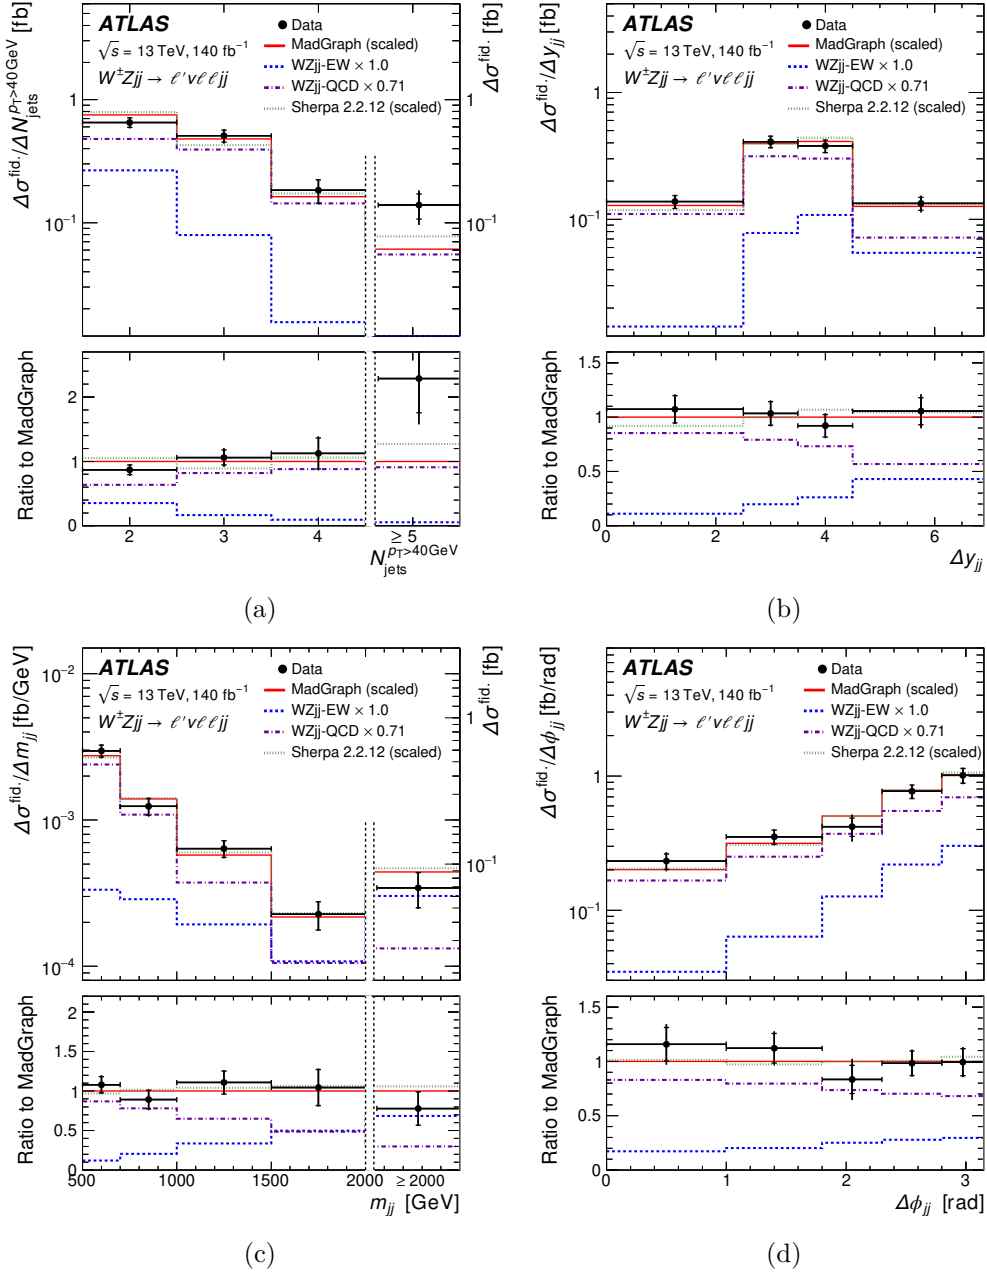 ATLAS
√s = 13 TeV, 140 fb⁻¹
W±Zjj → ℓ′νℓℓjj
Data
MadGraph (scaled)
WZjj-EW × 1.0
WZjj-QCD × 0.71
Sherpa 2.2.12 (scaled)
Δσ^fid./ΔN_jets^{p_T>40GeV} [fb]
Δσ^fid. [fb]
1
10⁻¹
1
10⁻¹
Ratio to MadGraph
2
1
0
2 3 4 ≥ 5
N_jets^{p_T>40GeV}
(a)
ATLAS
√s = 13 TeV, 140 fb⁻¹
W±Zjj → ℓ′νℓℓjj
Data
MadGraph (scaled)
WZjj-EW × 1.0
WZjj-QCD × 0.71
Sherpa 2.2.12 (scaled)
Δσ^fid./Δy_jj [fb]
1
10⁻¹
Ratio to MadGraph
1.5
1
0.5
0
0 2 4 6
Δy_jj
(b)
ATLAS
√s = 13 TeV, 140 fb⁻¹
W±Zjj → ℓ′νℓℓjj
Data
MadGraph (scaled)
WZjj-EW × 1.0
WZjj-QCD × 0.71
Sherpa 2.2.12 (scaled)
Δσ^fid./Δm_jj [fb/GeV]
Δσ^fid. [fb]
10⁻²
10⁻³
10⁻⁴
1
10⁻¹
Ratio to MadGraph
2
1.5
1
0.5
0
500 1000 1500 2000 ≥ 2000
m_jj [GeV]
(c)
ATLAS
√s = 13 TeV, 140 fb⁻¹
W±Zjj → ℓ′νℓℓjj
Data
MadGraph (scaled)
WZjj-EW × 1.0
WZjj-QCD × 0.71
Sherpa 2.2.12 (scaled)
Δσ^fid./Δϕ_jj [fb/rad]
1
10⁻¹
Ratio to MadGraph
1.5
1
0.5
0
0 1 2 3
Δϕ_jj [rad]
(d)